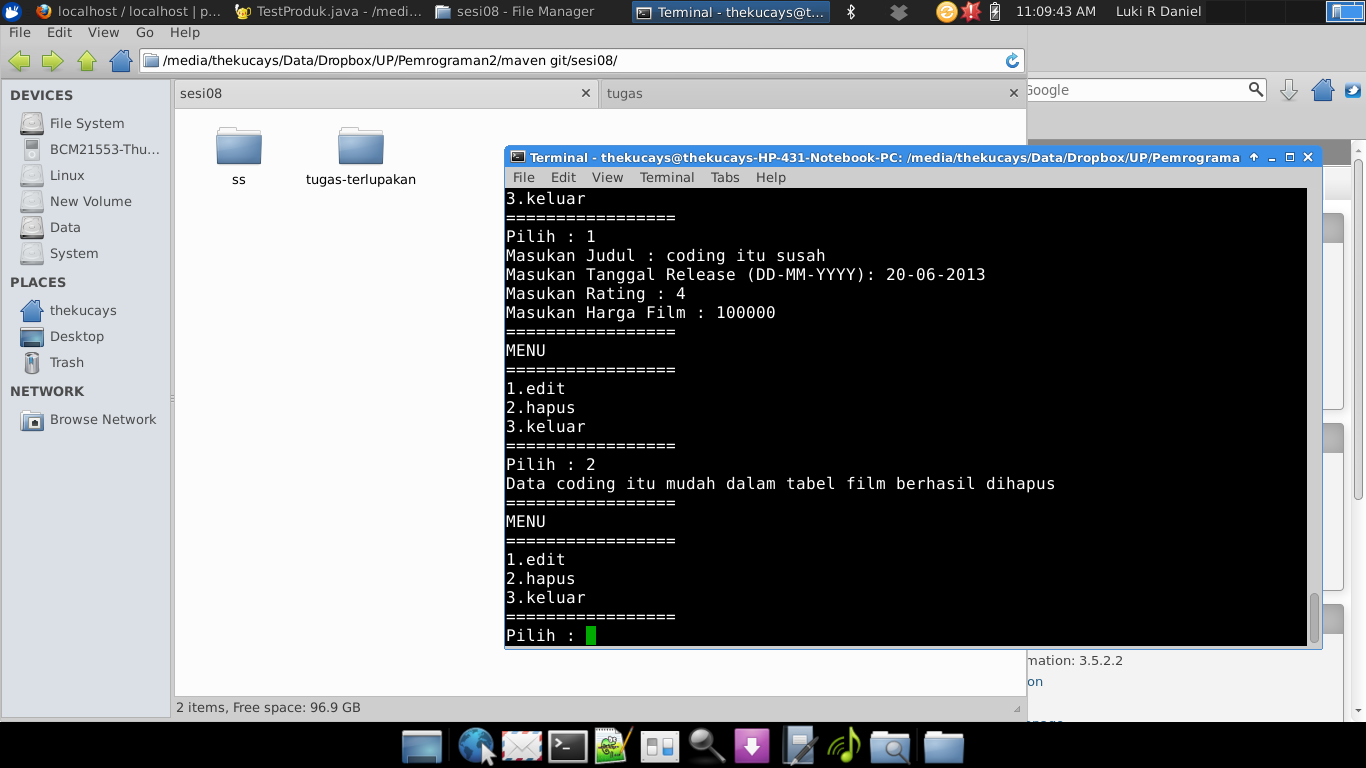 localhost / localhost | p...
TestProduk.java - /medi...
sesi08 - File Manager
Terminal - thekucays@t...
11:09:43 AM
Luki R Daniel
File Edit View Go Help
/media/thekucays/Data/Dropbox/UP/Pemrograman2/maven git/sesi08/
Google
DEVICES
File System
BCM21553-Thu...
Linux
New Volume
Data
System
PLACES
thekucays
Desktop
Trash
NETWORK
Browse Network
sesi08
tugas
ss
tugas-terlupakan
2 items, Free space: 96.9 GB
Terminal - thekucays@thekucays-HP-431-Notebook-PC: /media/thekucays/Data/Dropbox/UP/Pemrograma
File Edit View Terminal Tabs Help
3.keluar
=================
Pilih : 1
Masukan Judul : coding itu susah
Masukan Tanggal Release (DD-MM-YYYY): 20-06-2013
Masukan Rating : 4
Masukan Harga Film : 100000
=================
MENU
=================
1.edit
2.hapus
3.keluar
=================
Pilih : 2
Data coding itu mudah dalam tabel film berhasil dihapus
=================
MENU
=================
1.edit
2.hapus
3.keluar
=================
Pilih :
mation: 3.5.2.2
on